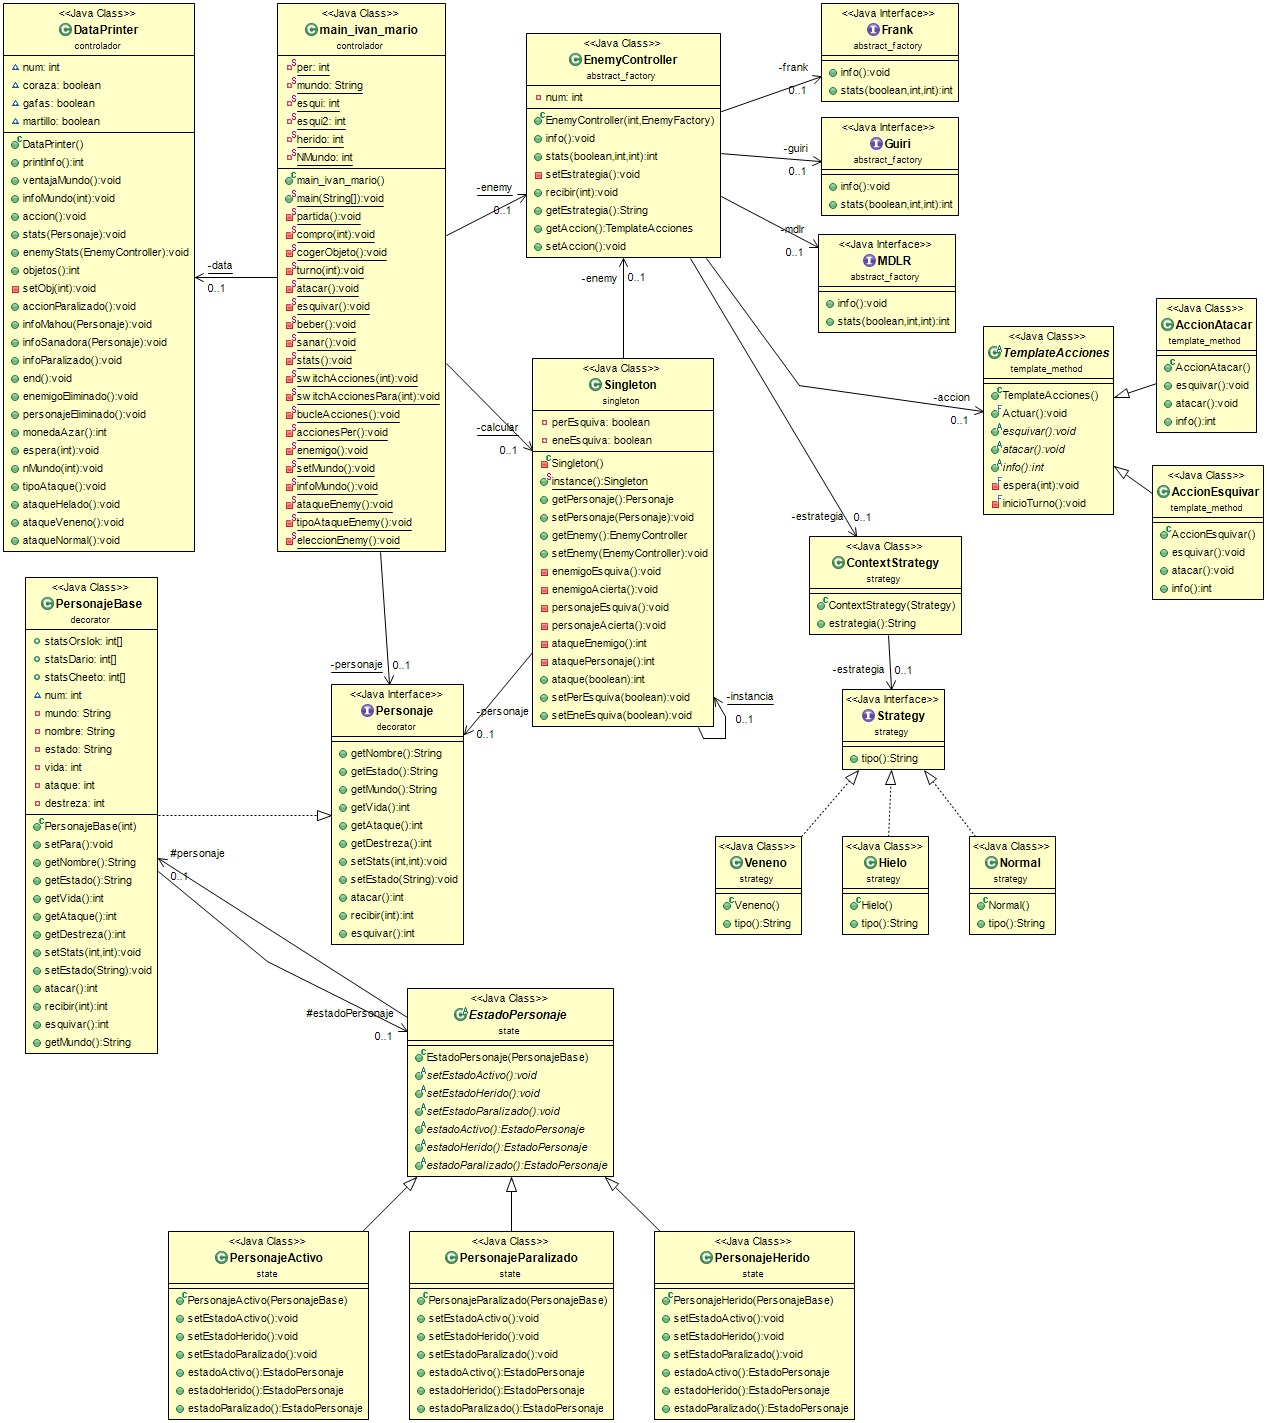 <<Java Class>>
DataPrinter
controlador
num: int
coraza: boolean
gafas: boolean
martillo: boolean
DataPrinter()
printInfo():int
ventajaMundo():void
infoMundo(int):void
accion():void
stats(Personaje):void
enemyStats(EnemyController):void
objetos():int
setObj(int):void
accionParalizado():void
infoMahou(Personaje):void
infoSanadora(Personaje):void
infoParalizado():void
end():void
enemigoEliminado():void
personajeEliminado():void
monedaAzar():int
espera(int):void
nMundo(int):void
tipoAtaque():void
ataqueHelado():void
ataqueVeneno():void
ataqueNormal():void
<<Java Class>>
main_ivan_mario
controlador
per: int
mundo: String
esqui: int
esqui2: int
herido: int
NMundo: int
main_ivan_mario()
main(String[]):void
partida():void
compro(int):void
cogerObjeto():void
turno(int):void
atacar():void
esquivar():void
beber():void
sanar():void
stats():void
switchAcciones(int):void
switchAccionesPara(int):void
bucleAcciones():void
accionesPer():void
enemigo():void
setMundo():void
infoMundo():void
ataqueEnemy():void
tipoAtaqueEnemy():void
eleccionEnemy():void
-data
0..1
-enemy
0..1
-calcular
0..1
-personaje
0..1
<<Java Class>>
EnemyController
abstract_factory
num: int
EnemyController(int,EnemyFactory)
info():void
stats(boolean,int,int):int
setEstrategia():void
recibir(int):void
getEstrategia():String
getAccion():TemplateAcciones
setAccion():void
-frank
0..1
-guiri
0..1
-mdlr
0..1
-enemy
0..1
-accion
0..1
-estrategia
0..1
<<Java Interface>>
Frank
abstract_factory
info():void
stats(boolean,int,int):int
<<Java Interface>>
Guiri
abstract_factory
info():void
stats(boolean,int,int):int
<<Java Interface>>
MDLR
abstract_factory
info():void
stats(boolean,int,int):int
<<Java Class>>
TemplateAcciones
template_method
TemplateAcciones()
Actuar():void
esquivar():void
atacar():void
info():int
espera(int):void
inicioTurno():void
<<Java Class>>
AccionAtacar
template_method
AccionAtacar()
esquivar():void
atacar():void
info():int
<<Java Class>>
AccionEsquivar
template_method
AccionEsquivar()
esquivar():void
atacar():void
info():int
<<Java Class>>
Singleton
singleton
perEsquiva: boolean
eneEsquiva: boolean
Singleton()
instance():Singleton
getPersonaje():Personaje
setPersonaje(Personaje):void
getEnemy():EnemyController
setEnemy(EnemyController):void
enemigoEsquiva():void
enemigoAcierta():void
personajeEsquiva():void
personajeAcierta():void
ataqueEnemigo():int
ataquePersonaje():int
ataque(boolean):int
setPerEsquiva(boolean):void
setEneEsquiva(boolean):void
-instancia
0..1
-personaje
0..1
<<Java Class>>
ContextStrategy
strategy
ContextStrategy(Strategy)
estrategia():String
-estrategia
0..1
<<Java Interface>>
Strategy
strategy
tipo():String
<<Java Class>>
Veneno
strategy
Veneno()
tipo():String
<<Java Class>>
Hielo
strategy
Hielo()
tipo():String
<<Java Class>>
Normal
strategy
Normal()
tipo():String
<<Java Class>>
PersonajeBase
decorator
statsOrslok: int[]
statsDario: int[]
statsCheeto: int[]
num: int
mundo: String
nombre: String
estado: String
vida: int
ataque: int
destreza: int
PersonajeBase(int)
setPara():void
getNombre():String
getEstado():String
getVida():int
getAtaque():int
getDestreza():int
setStats(int,int):void
setEstado(String):void
atacar():int
recibir(int):int
esquivar():int
getMundo():String
<<Java Interface>>
Personaje
decorator
getNombre():String
getEstado():String
getMundo():String
getVida():int
getAtaque():int
getDestreza():int
setStats(int,int):void
setEstado(String):void
atacar():int
recibir(int):int
esquivar():int
#personaje
0..1
#estadoPersonaje
0..1
<<Java Class>>
EstadoPersonaje
state
EstadoPersonaje(PersonajeBase)
setEstadoActivo():void
setEstadoHerido():void
setEstadoParalizado():void
estadoActivo():EstadoPersonaje
estadoHerido():EstadoPersonaje
estadoParalizado():EstadoPersonaje
<<Java Class>>
PersonajeActivo
state
PersonajeActivo(PersonajeBase)
setEstadoActivo():void
setEstadoHerido():void
setEstadoParalizado():void
estadoActivo():EstadoPersonaje
estadoHerido():EstadoPersonaje
estadoParalizado():EstadoPersonaje
<<Java Class>>
PersonajeParalizado
state
PersonajeParalizado(PersonajeBase)
setEstadoActivo():void
setEstadoHerido():void
setEstadoParalizado():void
estadoActivo():EstadoPersonaje
estadoHerido():EstadoPersonaje
estadoParalizado():EstadoPersonaje
<<Java Class>>
PersonajeHerido
state
PersonajeHerido(PersonajeBase)
setEstadoActivo():void
setEstadoHerido():void
setEstadoParalizado():void
estadoActivo():EstadoPersonaje
estadoHerido():EstadoPersonaje
estadoParalizado():EstadoPersonaje